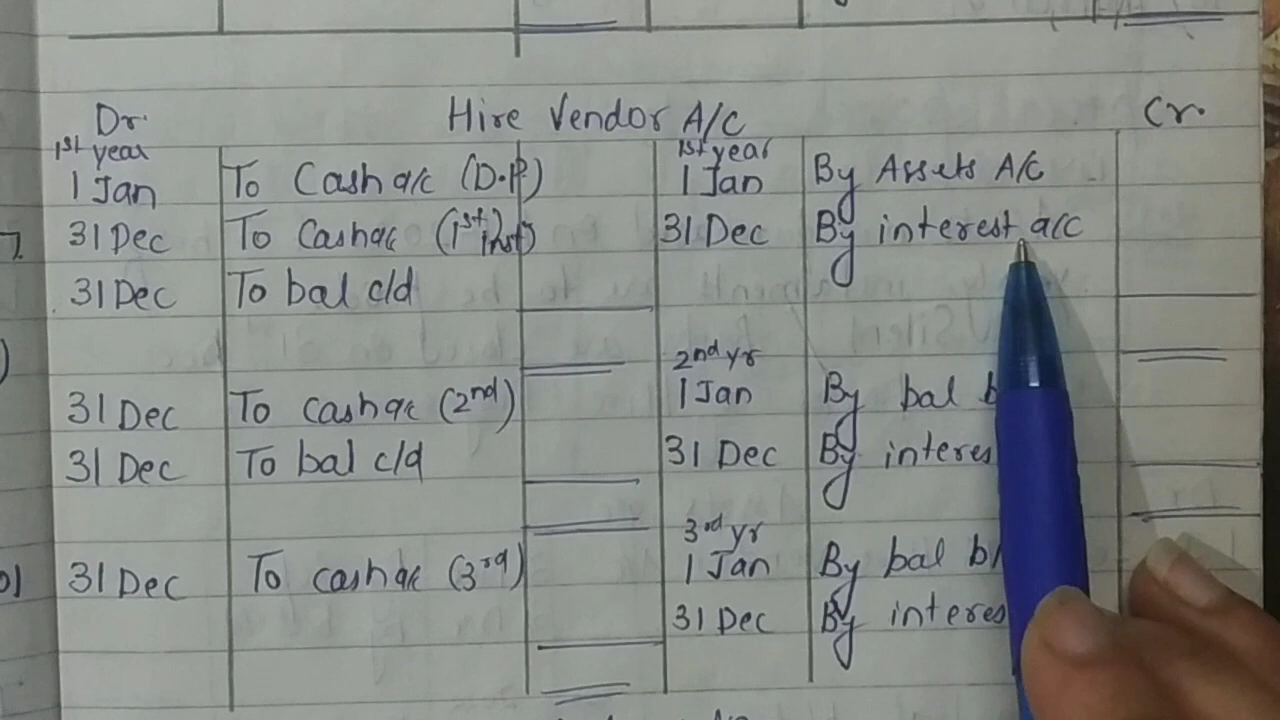 Dr. Hire Vendor A/C Cr.
1st year 1st year
1 Jan To Cash a/c (D.P) 1 Jan By Assets A/C
31 Dec To Cash ac (1st inst) 31 Dec By interest a/c
31 Dec To bal c/d
2nd yr
31 Dec To cash ac (2nd) 1 Jan By bal b
31 Dec To bal c/d 31 Dec By interes
3rd yr
31 Dec To cash ac (3rd) 1 Jan By bal b/
31 Dec By interes